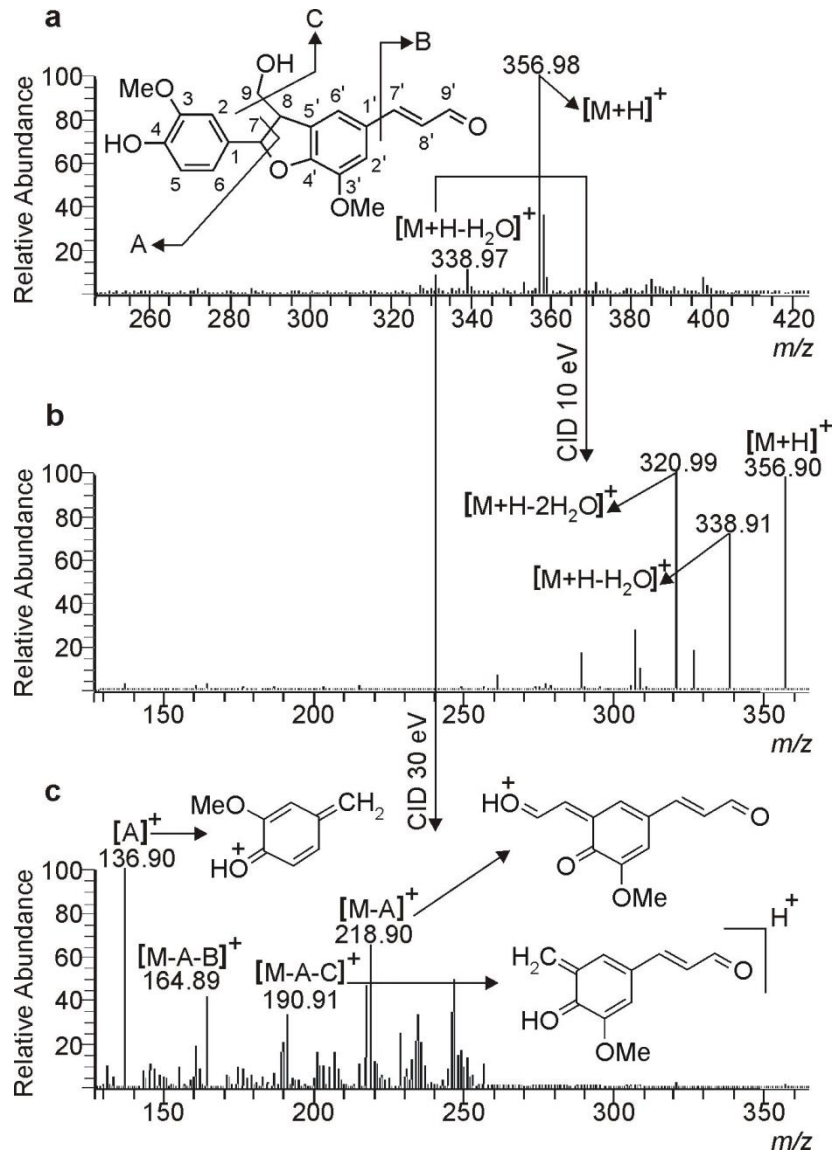 a
C
B
OH
MeO
HO
OMe
O
O
1
2
3
4
5
6
7
8
9
1'
2'
3'
4'
5'
6'
7'
8'
9'
A
356.98
[M+H]+
[M+H-H2O]+
338.97
Relative Abundance
100
80
60
40
20
260 280 300 320 340 360 380 400 420
m/z
CID 10 eV
b
[M+H]+
356.90
320.99
[M+H-2H2O]+
338.91
[M+H-H2O]+
Relative Abundance
100
80
60
40
20
150 200 250 300 350
m/z
CID 30 eV
c
[A]+
136.90
MeO
CH2
HO
+
+
HO
O
O
OMe
[M-A]+
218.90
[M-A-B]+
164.89
[M-A-C]+
190.91
H2C
HO
OMe
O
H+
Relative Abundance
100
80
60
40
20
150 200 250 300 350
m/z